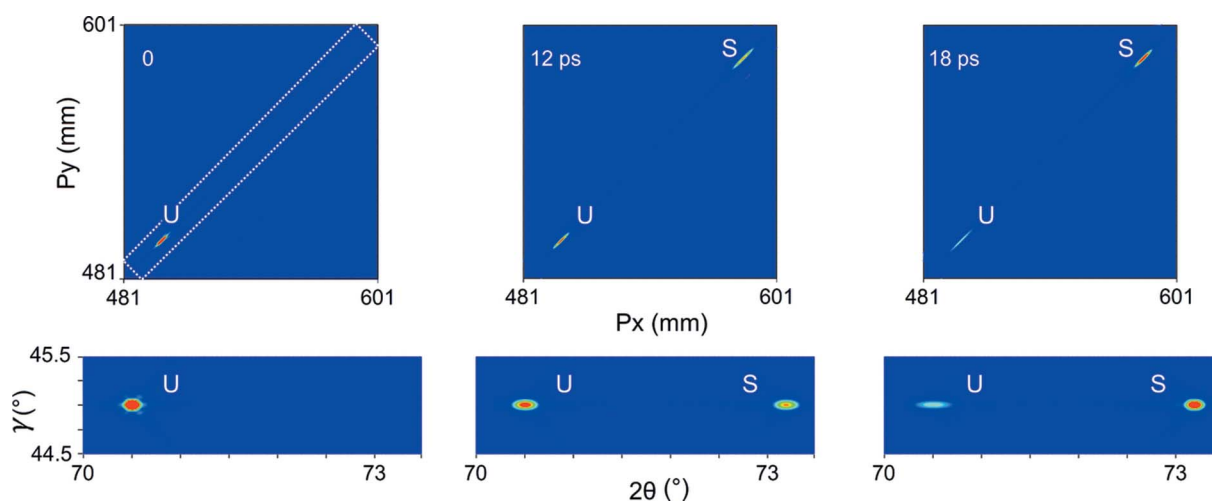 601
0
12 ps
S
18 ps
S
Py (mm)
U
U
U
481
481
601
481
601
481
601
Px (mm)
45.5
U
U
S
U
S
γ(°)
44.5
70
73
70
73
70
73
2θ (°)